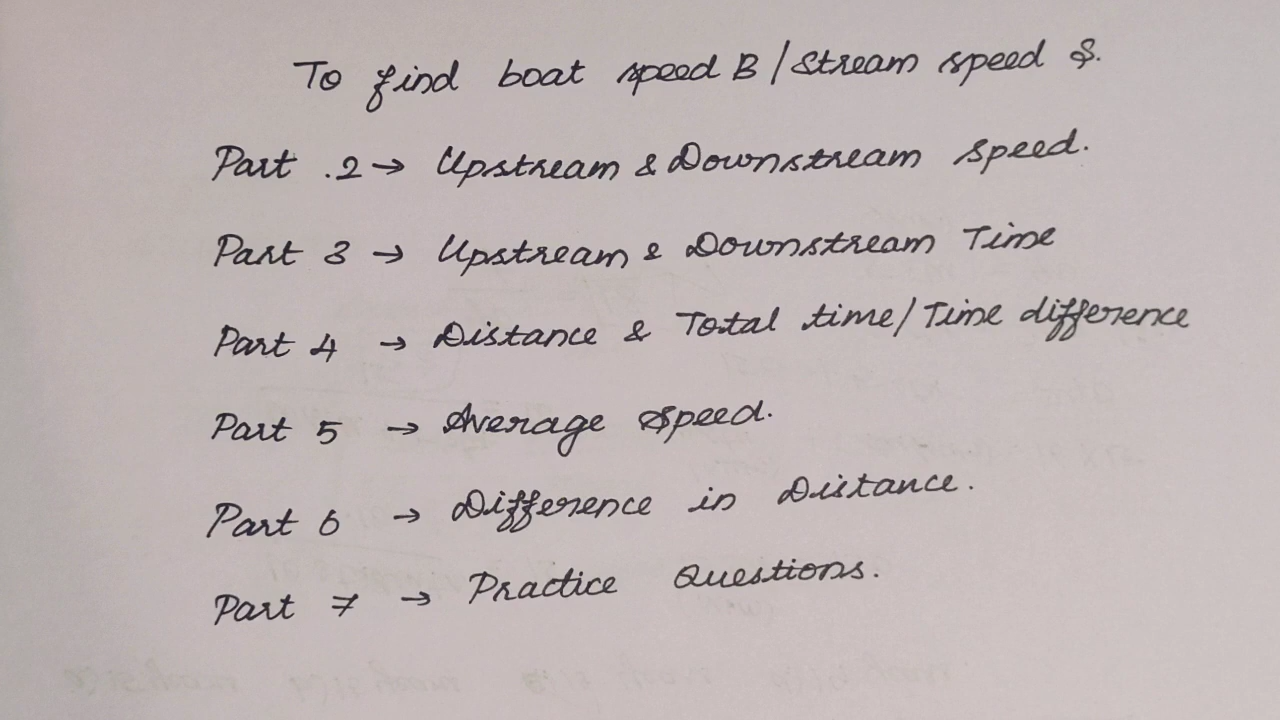 To find boat speed B/Stream speed S.
Part .2→ Upstream & Downstream speed.
Part 3 → Upstream & Downstream Time
Part 4 → Distance & Total time/Time difference
Part 5 → Average Speed.
Part 6 → Difference in Distance.
Part 7 → Practice Questions.